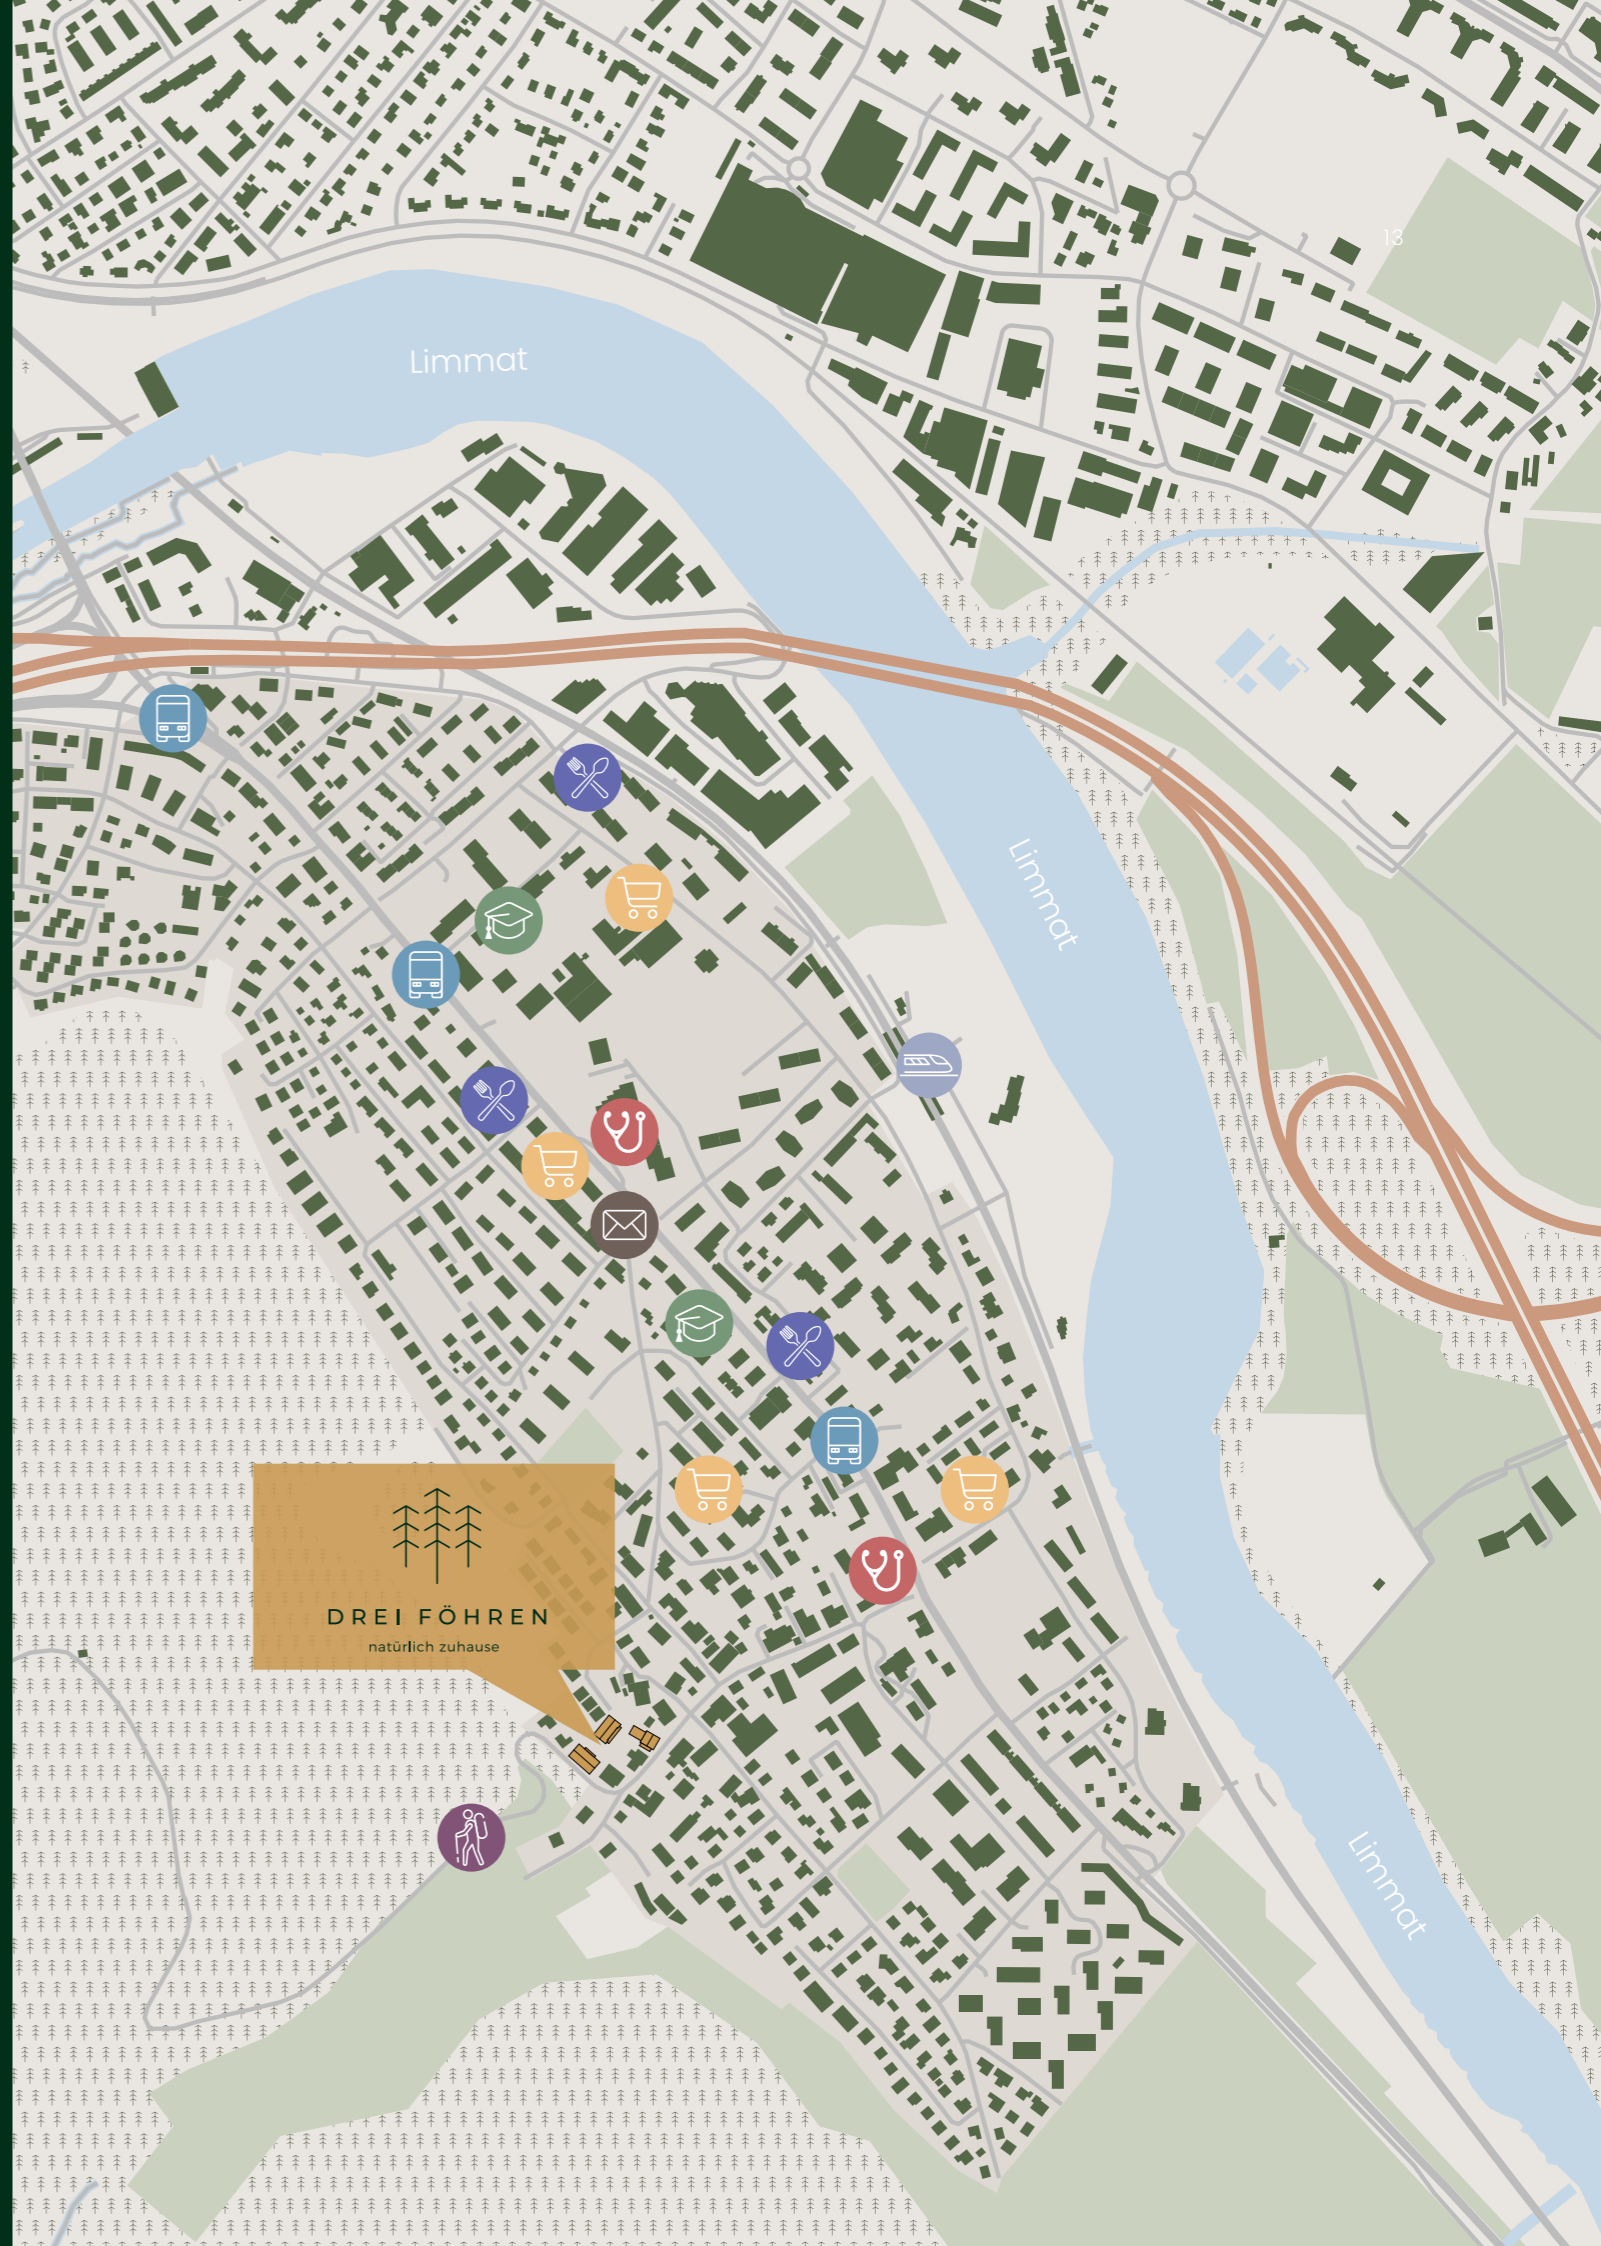 13
Limmat
Limmat
DREI FÖHREN
natürlich zuhause
Limmat